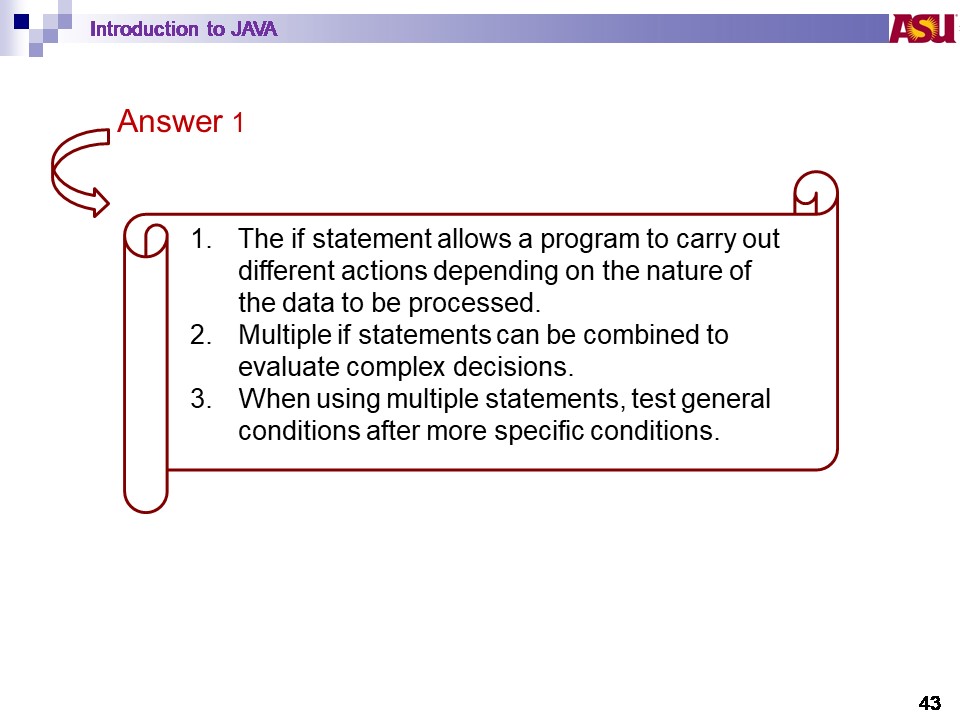 Introduction to JAVA
ASU
Answer 1
1. The if statement allows a program to carry out
different actions depending on the nature of
the data to be processed.
2. Multiple if statements can be combined to
evaluate complex decisions.
3. When using multiple statements, test general
conditions after more specific conditions.
43